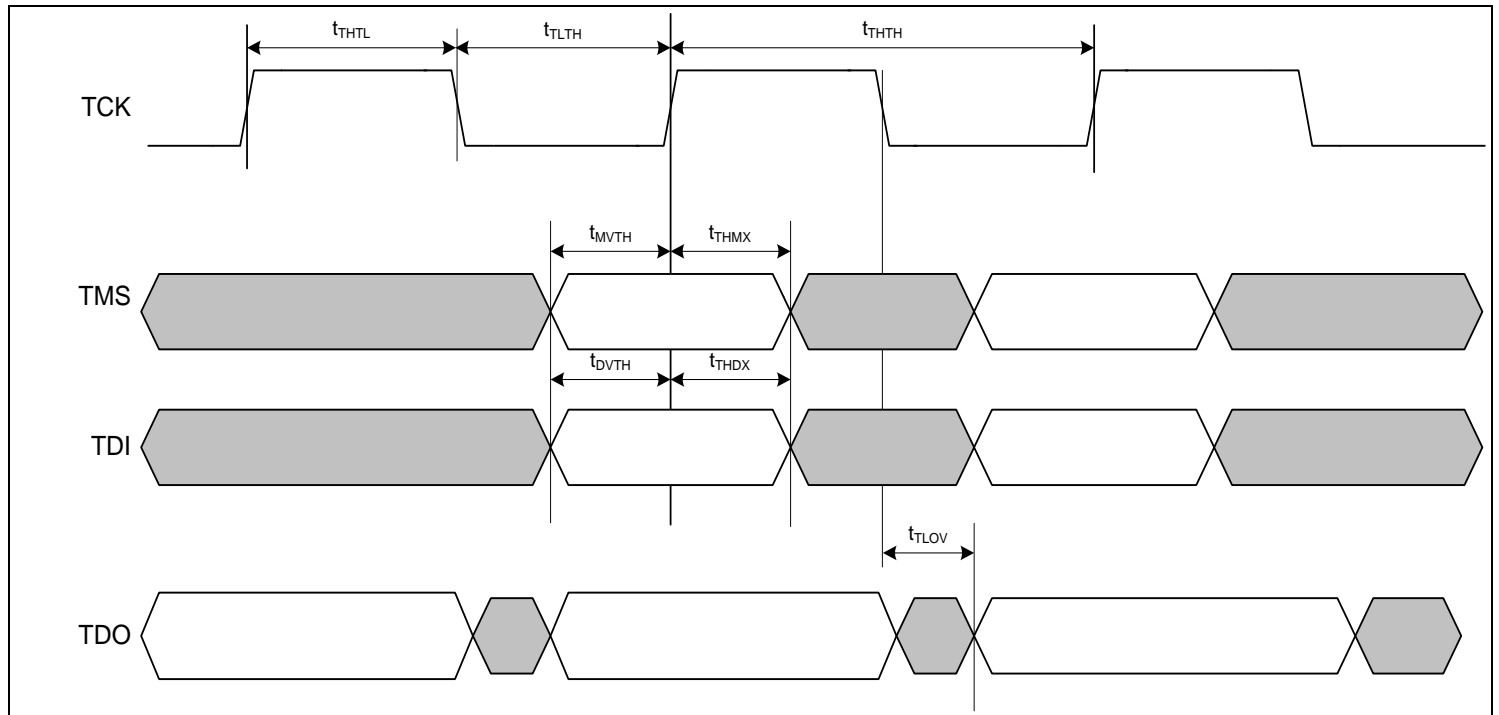 tTHTL tTLTH tTHTH
TCK
tMVTH tTHMX
TMS
tDVTH tTHDX
TDI
tTLOV
TDO